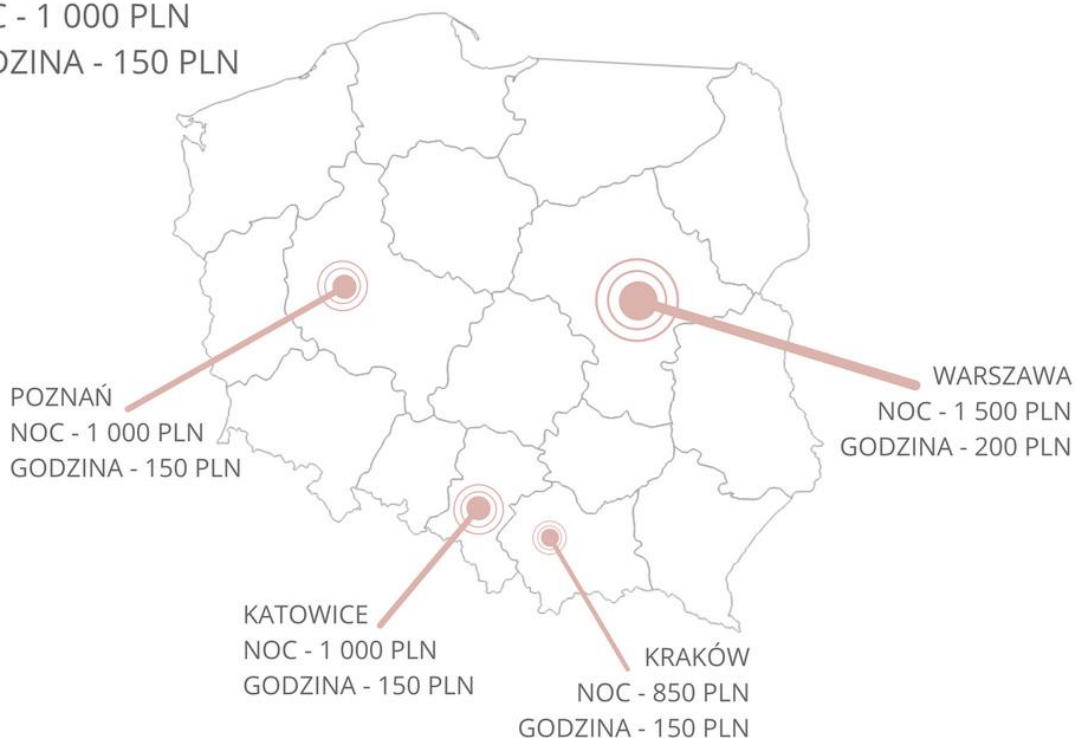 - 1 000 PLN
- 150 PLN
POZNAŃ
NOC - 1 000 PLN
GODZINA - 150 PLN
WARSZAWA
NOC - 1 500 PLN
GODZINA - 200 PLN
KATOWICE
NOC - 1 000 PLN
GODZINA - 150 PLN
KRAKÓW
NOC - 850 PLN
GODZINA - 150 PLN